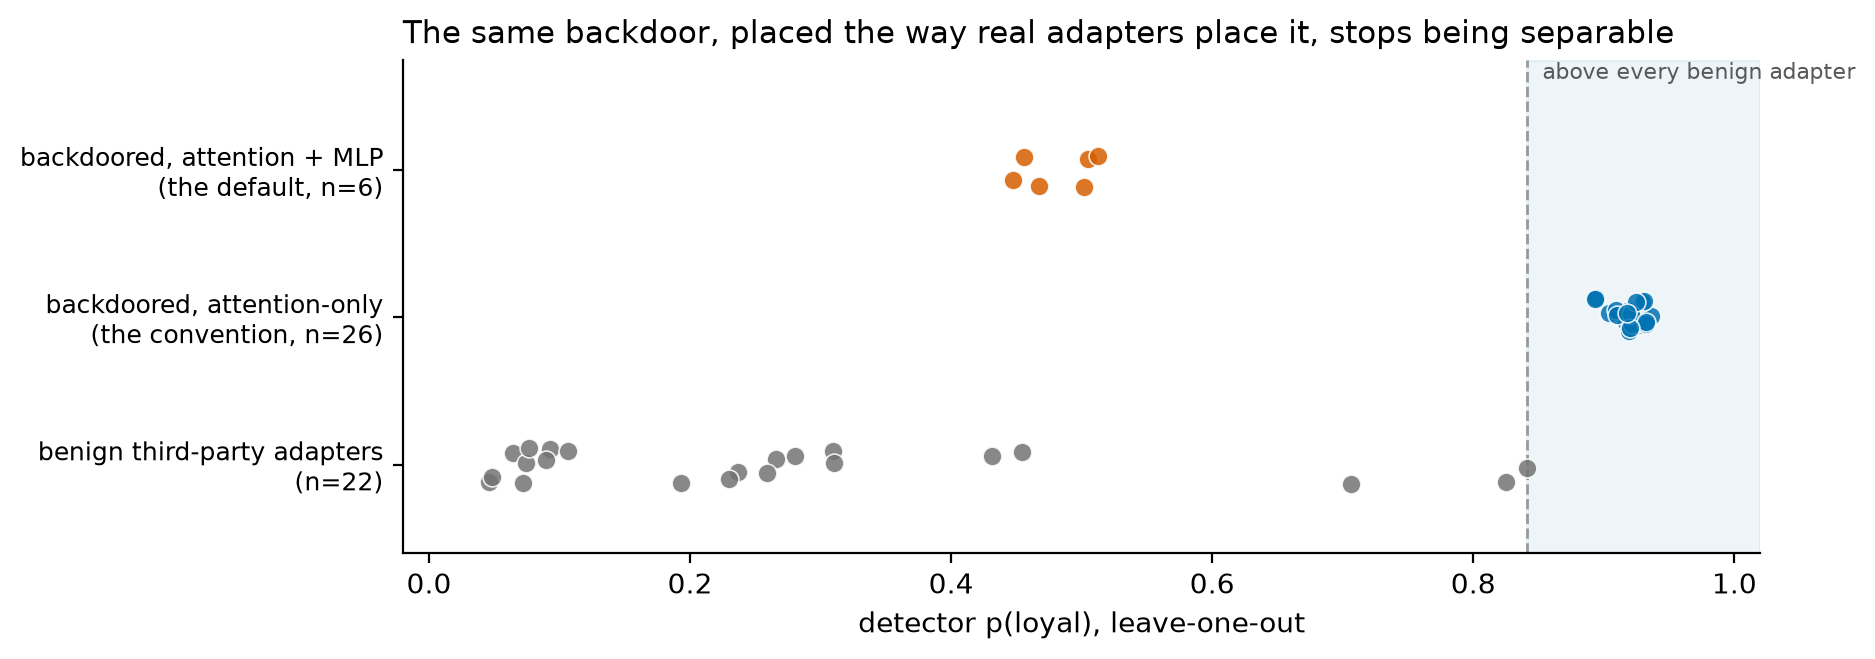 The same backdoor, placed the way real adapters place it, stops being separable
above every benign adapter
backdoored, attention + MLP
(the default, n=6)
backdoored, attention-only
(the convention, n=26)
benign third-party adapters
(n=22)
0.0 0.2 0.4 0.6 0.8 1.0
detector p(loyal), leave-one-out